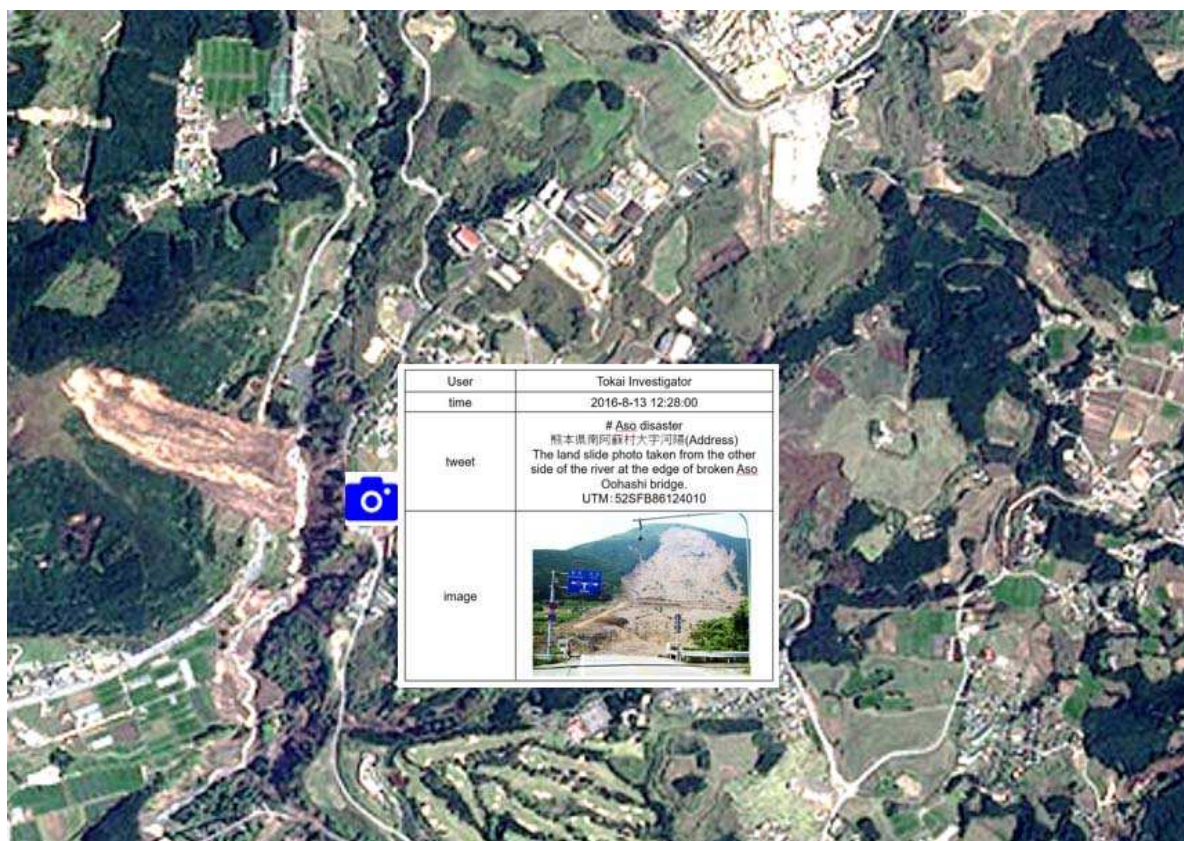 User
Tokai Investigator
time
2016-8-13 12:28:00
tweet
# Aso disaster
熊本県南阿蘇村大字河陽(Address)
The land slide photo taken from the other
side of the river at the edge of broken Aso
Oohashi bridge.
UTM:52SFB86124010
image